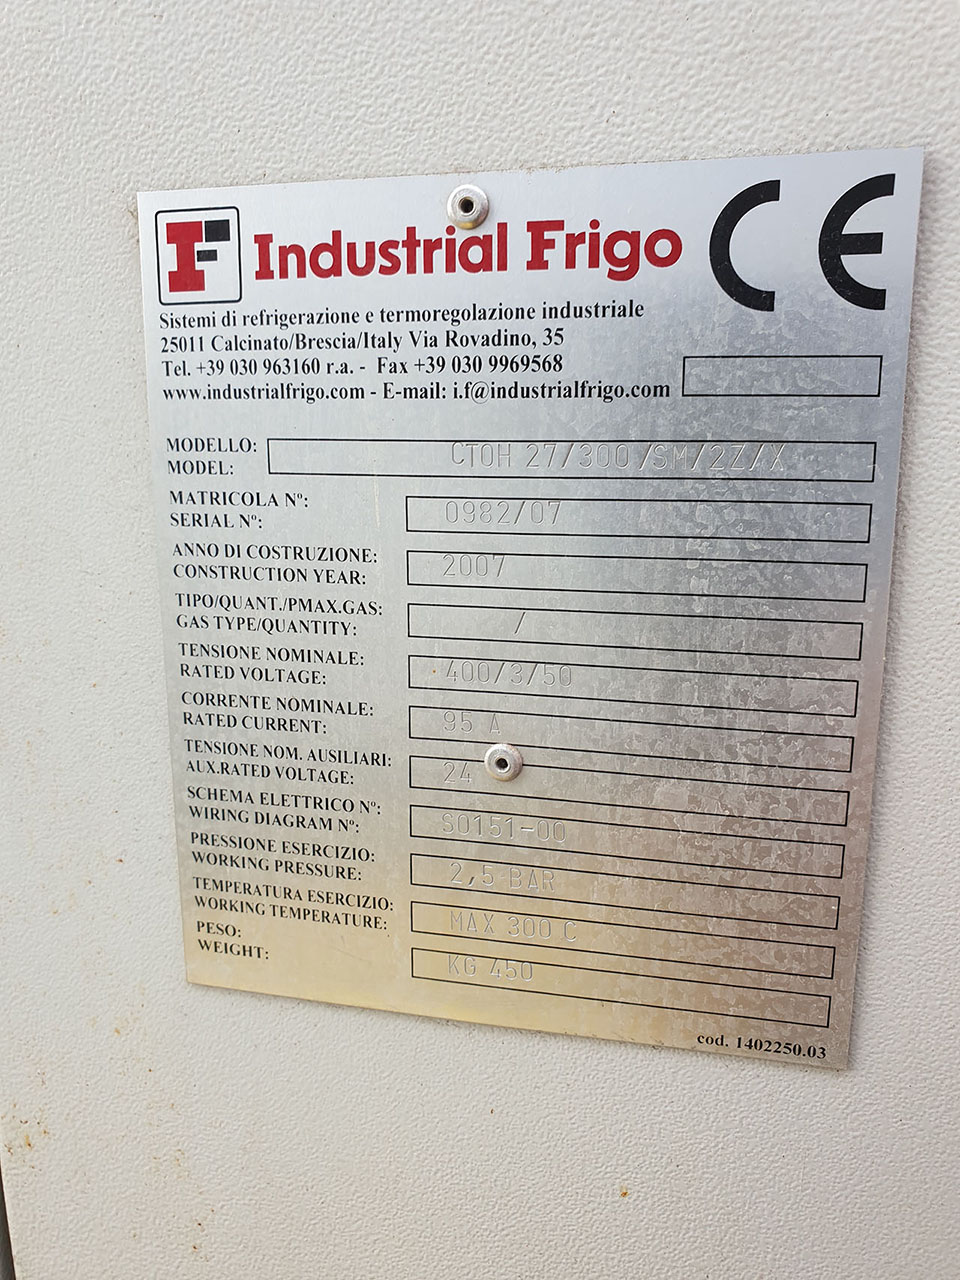 IF Industrial Frigo CE
Sistemi di refrigerazione e termoregolazione industriale
25011 Calcinato/Brescia/Italy Via Rovadino, 35
Tel. +39 030 963160 r.a. - Fax +39 030 9969568
www.industrialfrigo.com - E-mail: i.f@industrialfrigo.com
MODELLO:
MODEL:
CTOH 27/300/SM/2Z/X
MATRICOLA Nº:
SERIAL Nº:
0982/07
ANNO DI COSTRUZIONE:
CONSTRUCTION YEAR:
2007
TIPO/QUANT./PMAX.GAS:
GAS TYPE/QUANTITY:
/
TENSIONE NOMINALE:
RATED VOLTAGE:
400/3/50
CORRENTE NOMINALE:
RATED CURRENT:
95 A
TENSIONE NOM. AUSILIARI:
AUX.RATED VOLTAGE:
24
SCHEMA ELETTRICO Nº:
WIRING DIAGRAM Nº:
S0151-00
PRESSIONE ESERCIZIO:
WORKING PRESSURE:
2,5 BAR
TEMPERATURA ESERCIZIO:
WORKING TEMPERATURE:
MAX 300 C
PESO:
WEIGHT:
KG 450
cod. 1402250.03